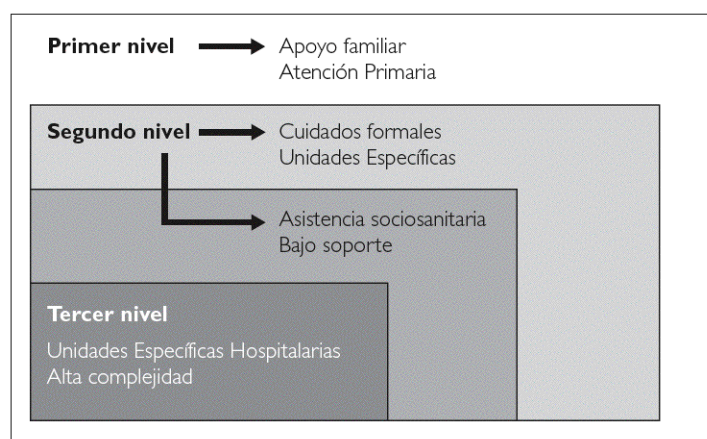 Primer nivel
Apoyo familiar
Atención Primaria
Segundo nivel
Cuidados formales
Unidades Específicas
Asistencia sociosanitaria
Bajo soporte
Tercer nivel
Unidades Específicas Hospitalarias
Alta complejidad